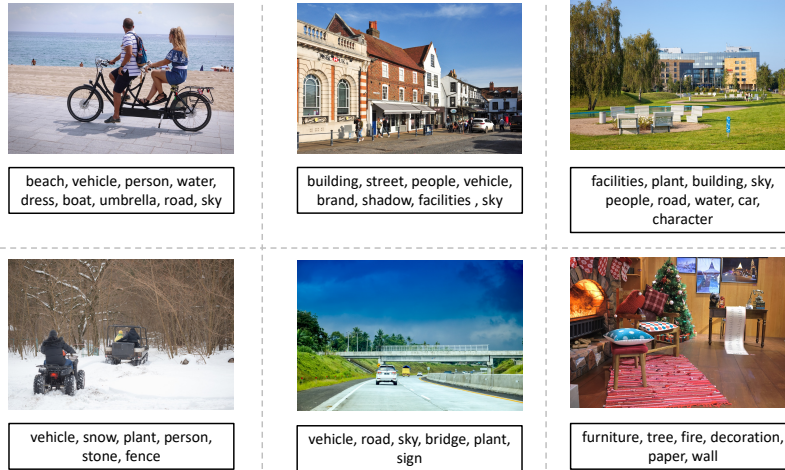 beach, vehicle, person, water,
dress, boat, umbrella, road, sky
building, street, people, vehicle,
brand, shadow, facilities , sky
facilities, plant, building, sky,
people, road, water, car,
character
vehicle, snow, plant, person,
stone, fence
vehicle, road, sky, bridge, plant,
sign
furniture, tree, fire, decoration,
paper, wall